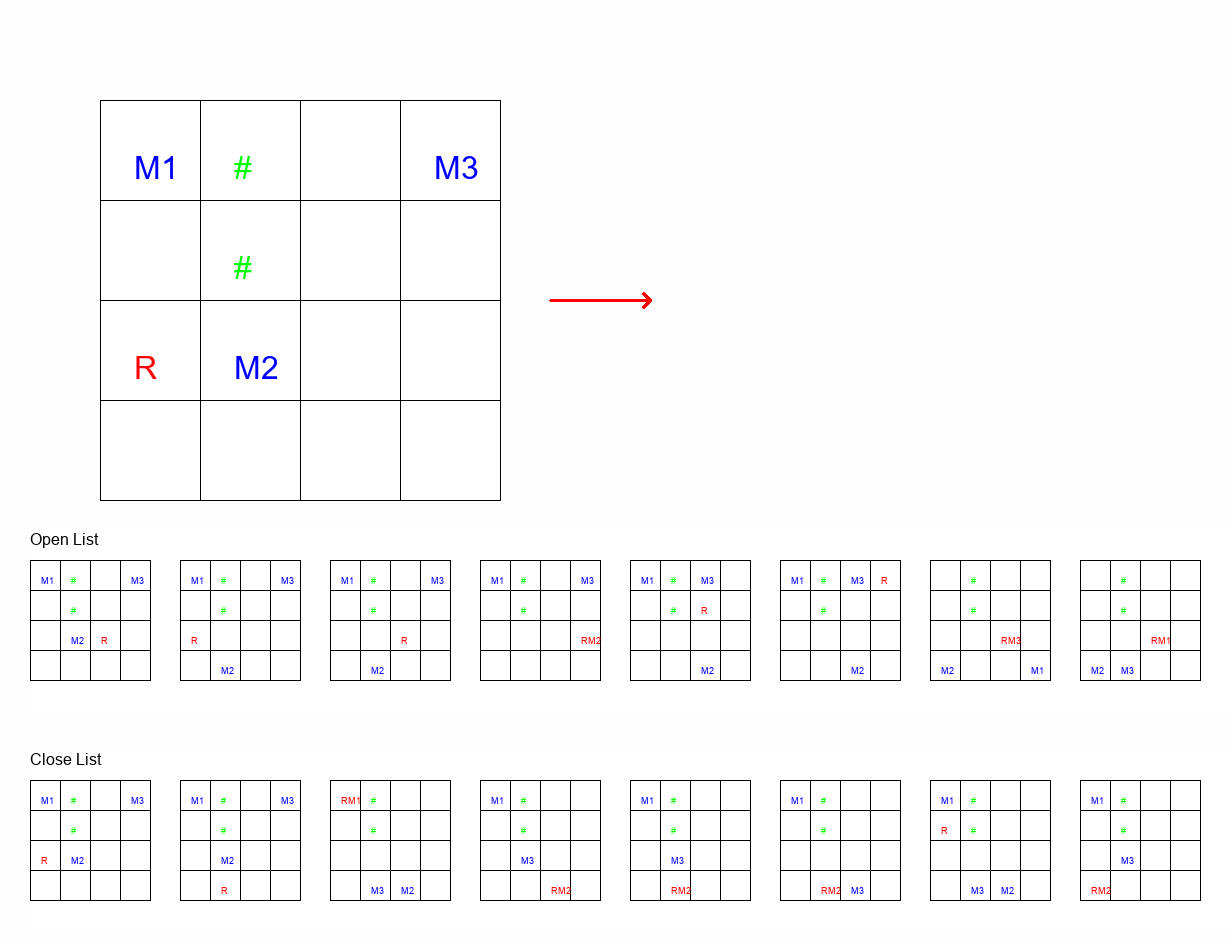 M1 # M3
#
R M2
Open List
M1 # M3 M1 # M3 M1 # M3 M1 # M3 M1 # M3 M1 # M3 R # #
# # # # # R # # #
M2 R R R RM2 RM3 RM1
M2 M2 M2 M2 M2 M1 M2 M3
Close List
M1 # M3 M1 # M3 RM1 # M1 # M1 # M1 # M1 # M1 #
# # # # # # R # #
R M2 M2 M3 M3 M3
R M3 M2 RM2 RM2 RM2 M3 M3 M2 RM2